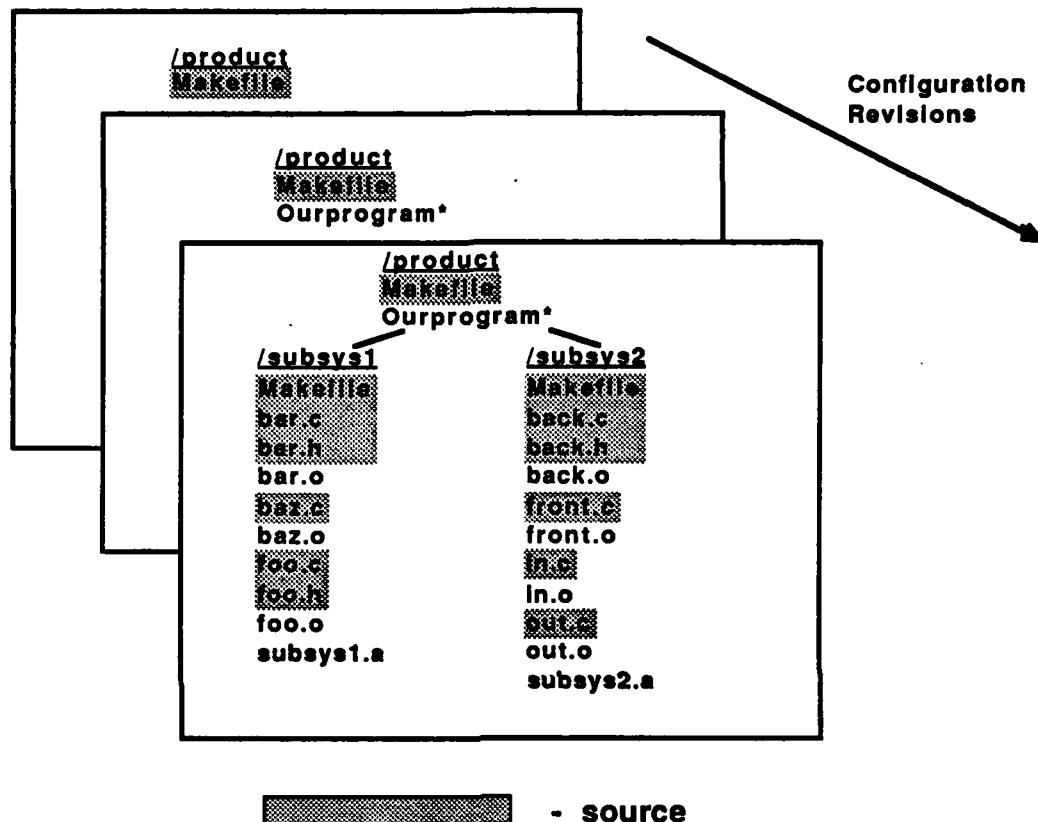 /product
Makefile
Configuration
Revisions
/product
Makefile
Ourprogram*
/product
Makefile
Ourprogram*
/subsys1
Makefile
bar.c
bar.h
bar.o
baz.c
baz.o
foo.c
foo.h
foo.o
subsys1.a
/subsys2
Makefile
back.c
back.h
back.o
front.c
front.o
in.c
in.o
out.c
out.o
subsys2.a
- source